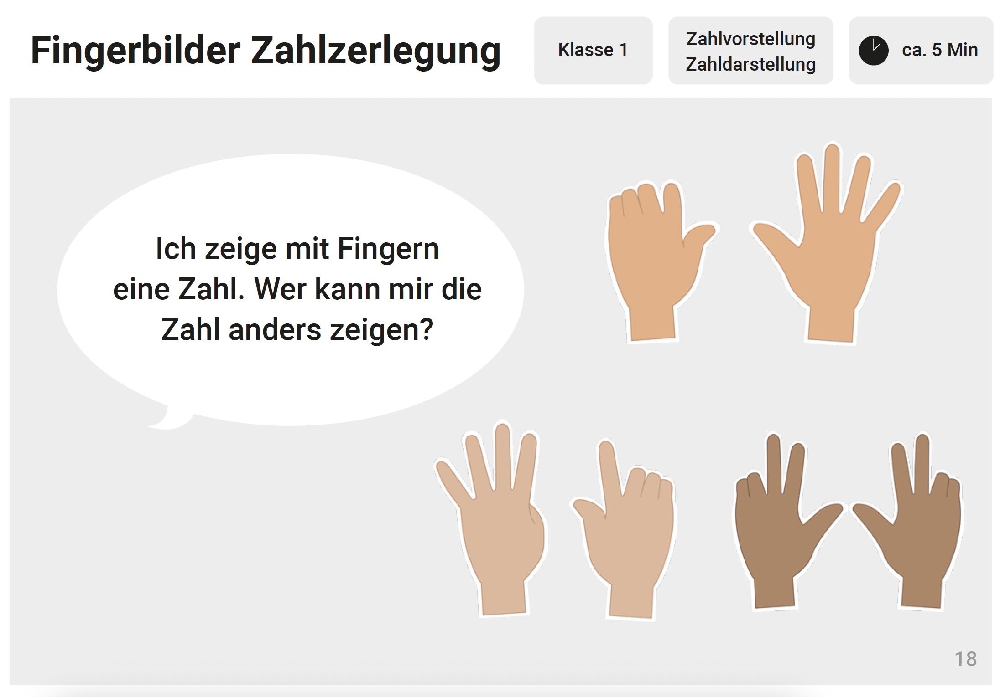 Fingerbilder Zahlzerlegung
Klasse 1
Zahlvorstellung
Zahldarstellung
ca. 5 Min
Ich zeige mit Fingern
eine Zahl. Wer kann mir die
Zahl anders zeigen?
18